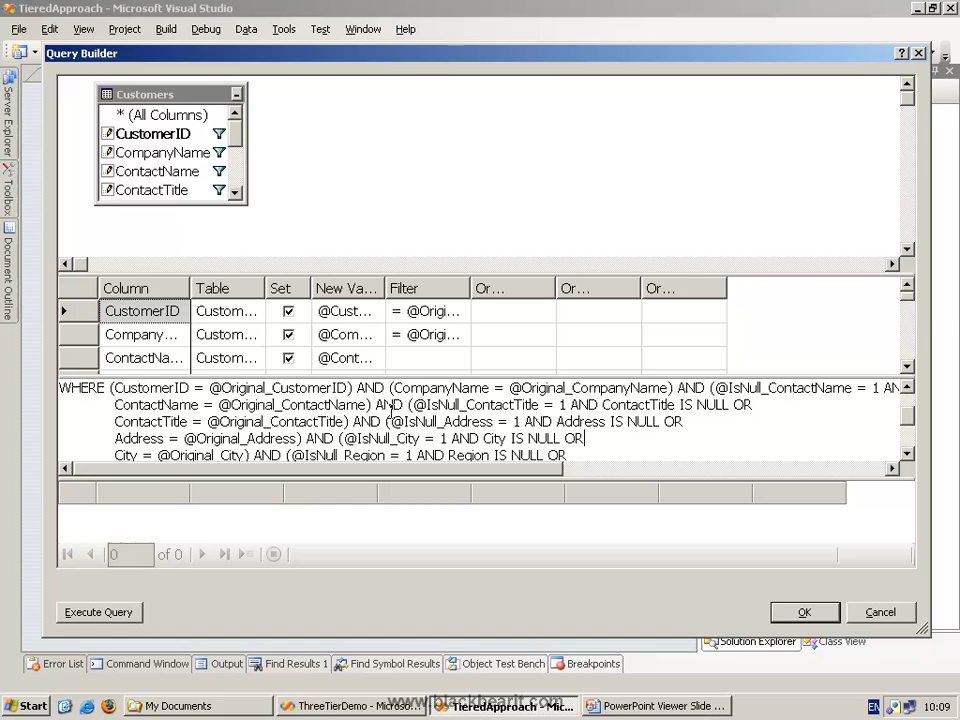 TieredApproach - Microsoft Visual Studio
File Edit View Project Build Debug Data Tools Test Window Help
Query Builder
Server Explorer
Toolbox
Document Outline
Customers
* (All Columns)
CustomerID
CompanyName
ContactName
ContactTitle
Column Table Set New Va... Filter Or... Or... Or...
CustomerID Custom... @Cust... = @Origi...
Company... Custom... @Com... = @Origi...
ContactNa... Custom... @Cont...
WHERE (CustomerID = @Original_CustomerID) AND (CompanyName = @Original_CompanyName) AND (@IsNull_ContactName = 1 AN
ContactName = @Original_ContactName) AND (@IsNull_ContactTitle = 1 AND ContactTitle IS NULL OR
ContactTitle = @Original_ContactTitle) AND (@IsNull_Address = 1 AND Address IS NULL OR
Address = @Original_Address) AND (@IsNull_City = 1 AND City IS NULL OR
City = @Original_City) AND (@IsNull_Region = 1 AND Region IS NULL OR
0 of 0
Execute Query OK Cancel
Solution Explorer Class View
Error List Command Window Output Find Results 1 Find Symbol Results Object Test Bench Breakpoints
www.blackbearit.com
Start My Documents ThreeTierDemo - Microso... TieredApproach - Mic... PowerPoint Viewer Slide ... EN 10:09